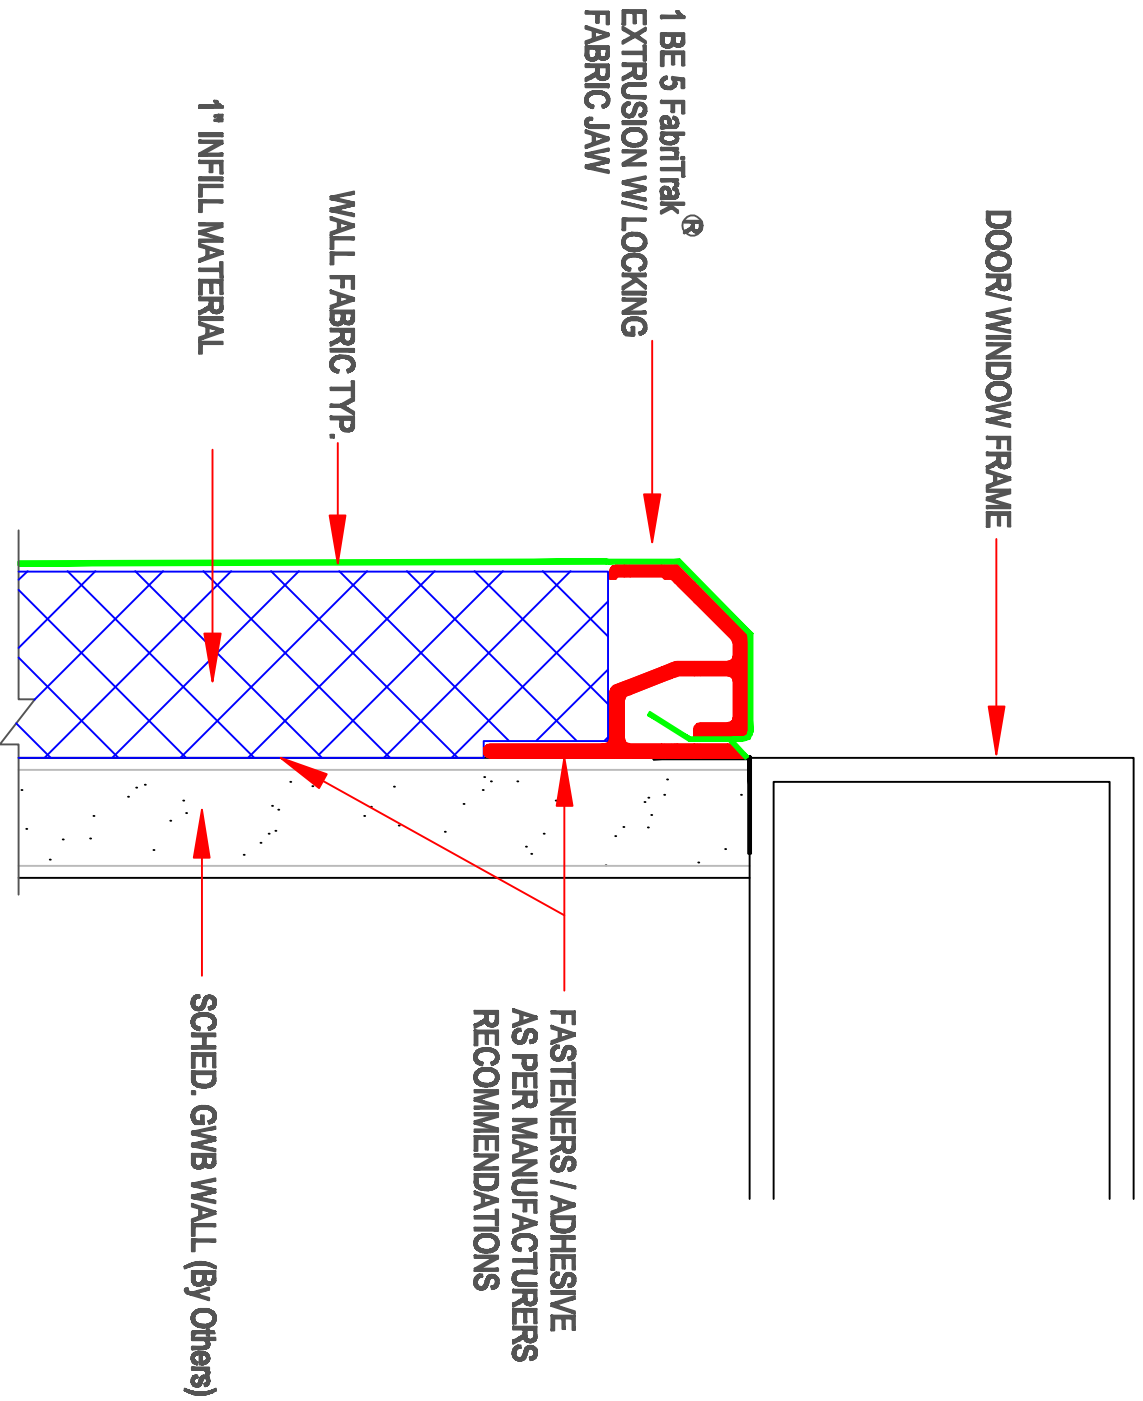 DOOR/ WINDOW FRAME
1 BE 5 FabriTrak®
EXTRUSION W/ LOCKING
FABRIC JAW
WALL FABRIC TYP.
1" INFILL MATERIAL
FASTENERS / ADHESIVE
AS PER MANUFACTURERS
RECOMMENDATIONS
SCHED. GWB WALL (By Others)